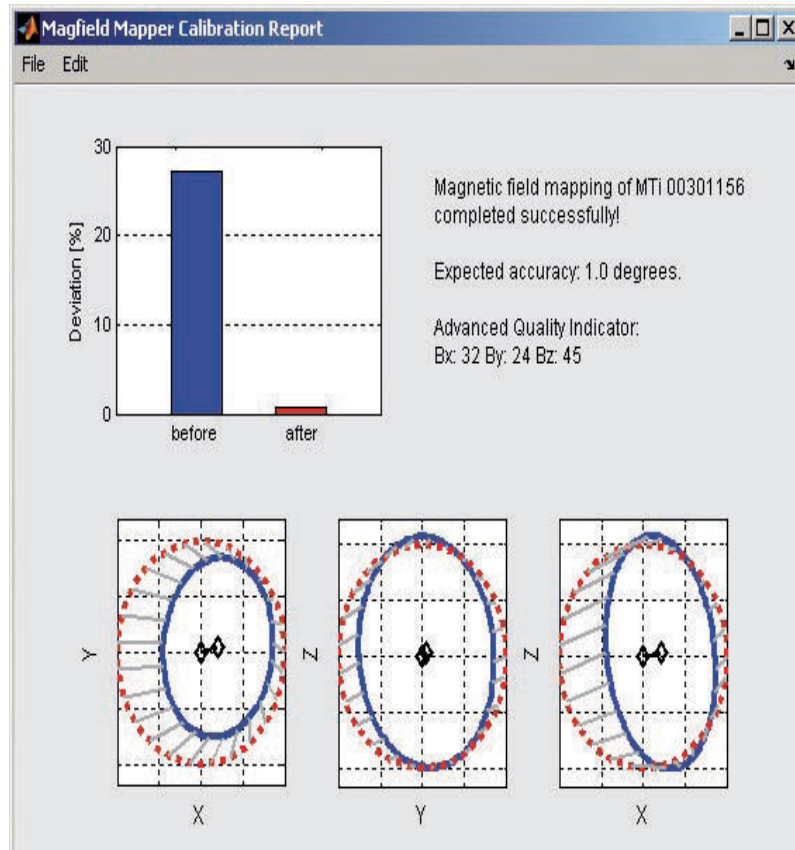 Magfield Mapper Calibration Report
File Edit
30
20
10
0
Deviation [%]
before after
Magnetic field mapping of MTi 00301156
completed successfully!
Expected accuracy: 1.0 degrees.
Advanced Quality Indicator:
Bx: 32 By: 24 Bz: 45
Y
X
Z
Y
Z
X